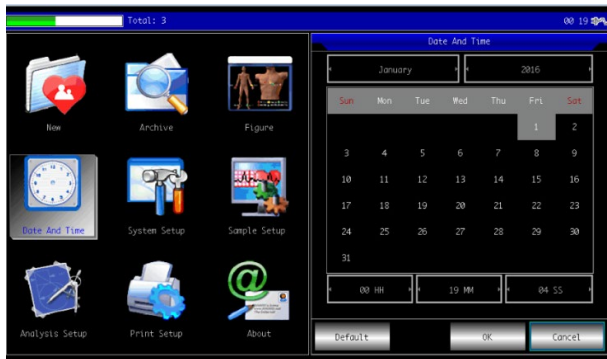 Total: 3
00 19
New
Archive
Figure
Date And Time
System Setup
Sample Setup
Analysis Setup
Print Setup
About
Date And Time
January 2016
Sun Mon Tue Wed Thu Fri Sat
1 2
3 4 5 6 7 8 9
10 11 12 13 14 15 16
17 18 19 20 21 22 23
24 25 26 27 28 29 30
31
00 HH 19 MM 04 SS
Default OK Cancel